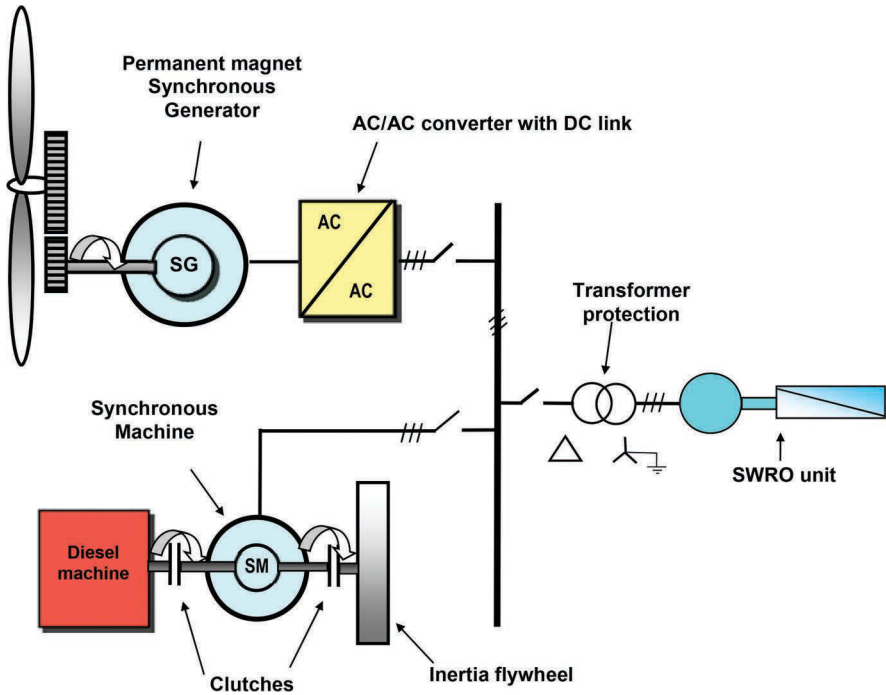 Permanent magnet
Synchronous
Generator
AC/AC converter with DC link
AC
SG
AC
Transformer
protection
Synchronous
Machine
SWRO unit
Diesel
machine
SM
Clutches
Inertia flywheel